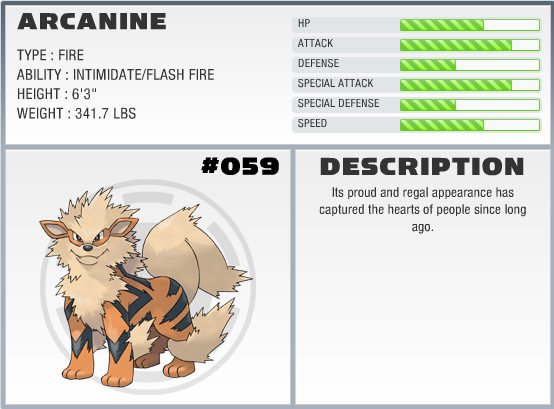 ARCANINE
TYPE : FIRE
ABILITY : INTIMIDATE/FLASH FIRE
HEIGHT : 6'3"
WEIGHT : 341.7 LBS
HP
ATTACK
DEFENSE
SPECIAL ATTACK
SPECIAL DEFENSE
SPEED
#059
DESCRIPTION
Its proud and regal appearance has
captured the hearts of people since long
ago.